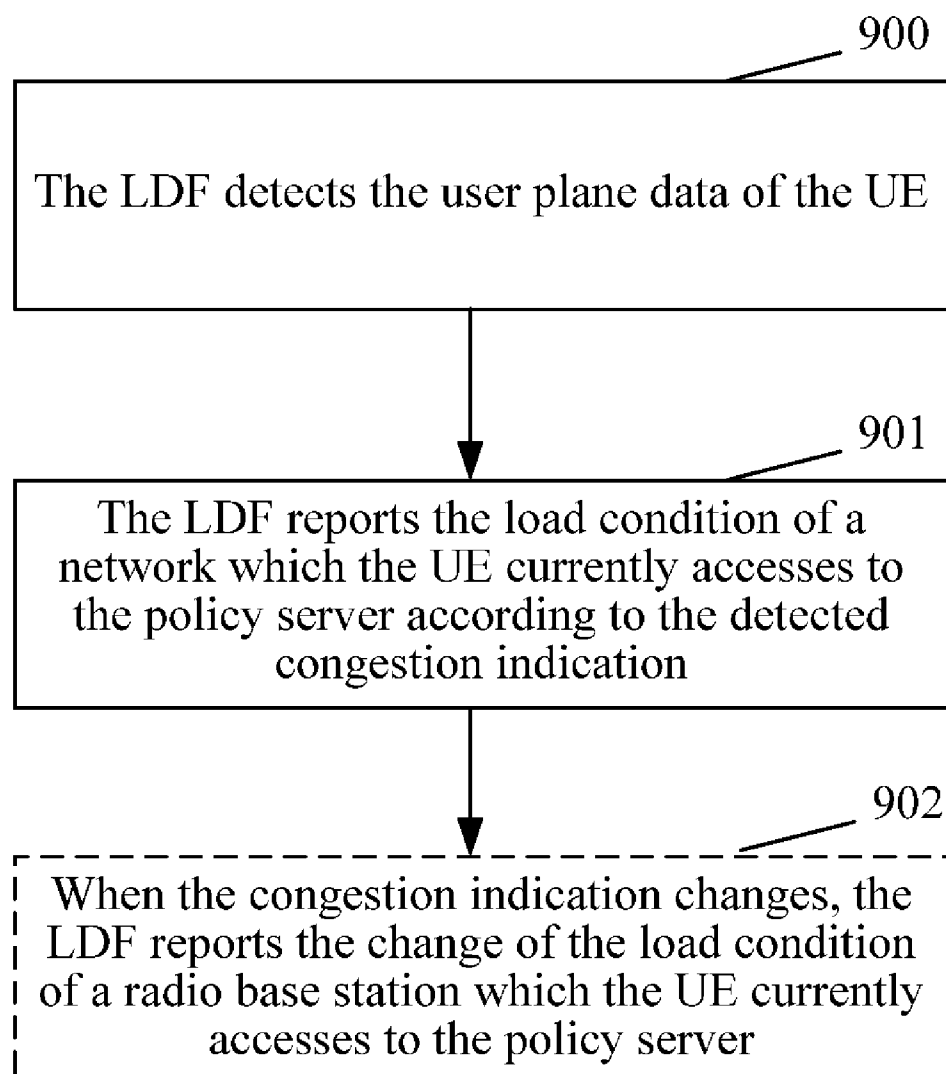 900
The LDF detects the user plane data of the UE
901
The LDF reports the load condition of a
network which the UE currently accesses to
the policy server according to the detected
congestion indication
902
When the congestion indication changes, the
LDF reports the change of the load condition
of a radio base station which the UE currently
accesses to the policy server